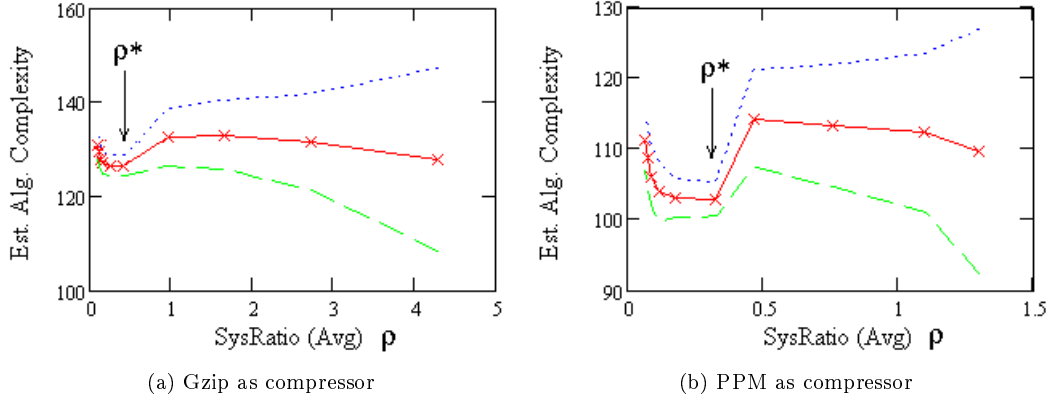 160
140
120
100
0
1
2
3
4
5
Est. Alg. Complexity
ρ*
SysRatio (Avg) ρ
(a) Gzip as compressor
130
120
110
100
90
0
0.5
1
1.5
Est. Alg. Complexity
ρ*
SysRatio (Avg) ρ
(b) PPM as compressor